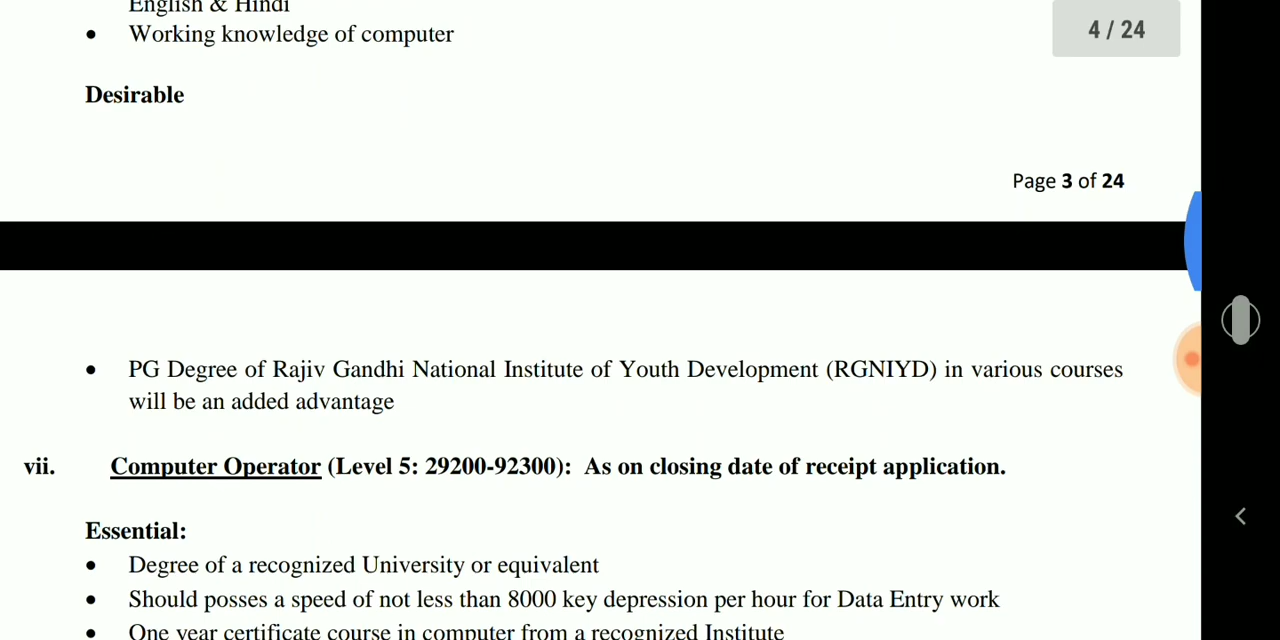 English & Hindi
• Working knowledge of computer
4 / 24
Desirable
Page 3 of 24
• PG Degree of Rajiv Gandhi National Institute of Youth Development (RGNIYD) in various courses
will be an added advantage
vii. Computer Operator (Level 5: 29200-92300): As on closing date of receipt application.
Essential:
• Degree of a recognized University or equivalent
• Should posses a speed of not less than 8000 key depression per hour for Data Entry work
• One year certificate course in computer from a recognized Institute